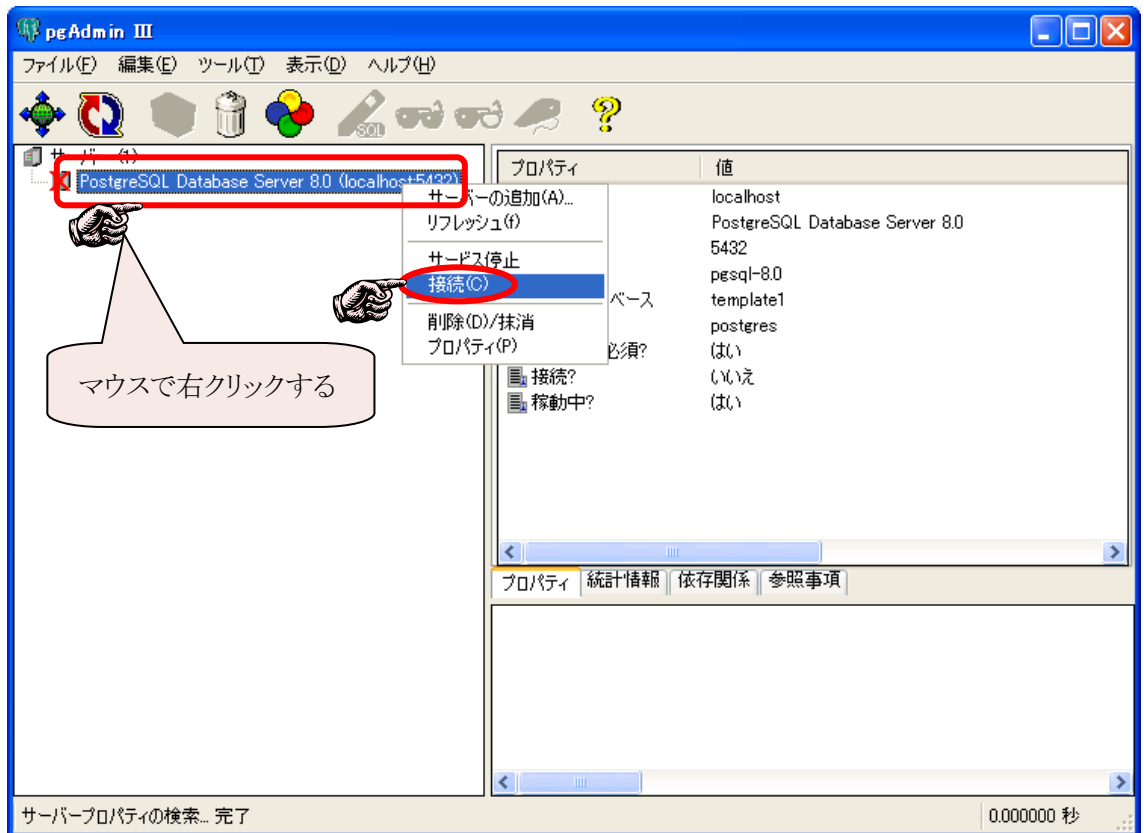 pgAdmin III
ファイル(F) 編集(E) ツール(T) 表示(D) ヘルプ(H)
SQL
サーバー (1)
PostgreSQL Database Server 8.0 (localhost:5432)
マウスで右クリックする
サーバーの追加(A)...
リフレッシュ(f)
サービス停止
接続(C)
削除(D)/抹消
プロパティ(P)
プロパティ 値
localhost
PostgreSQL Database Server 8.0
5432
pgsql-8.0
ベース template1
postgres
必須? はい
接続? いいえ
稼動中? はい
プロパティ 統計情報 依存関係 参照事項
サーバープロパティの検索... 完了 0.000000 秒